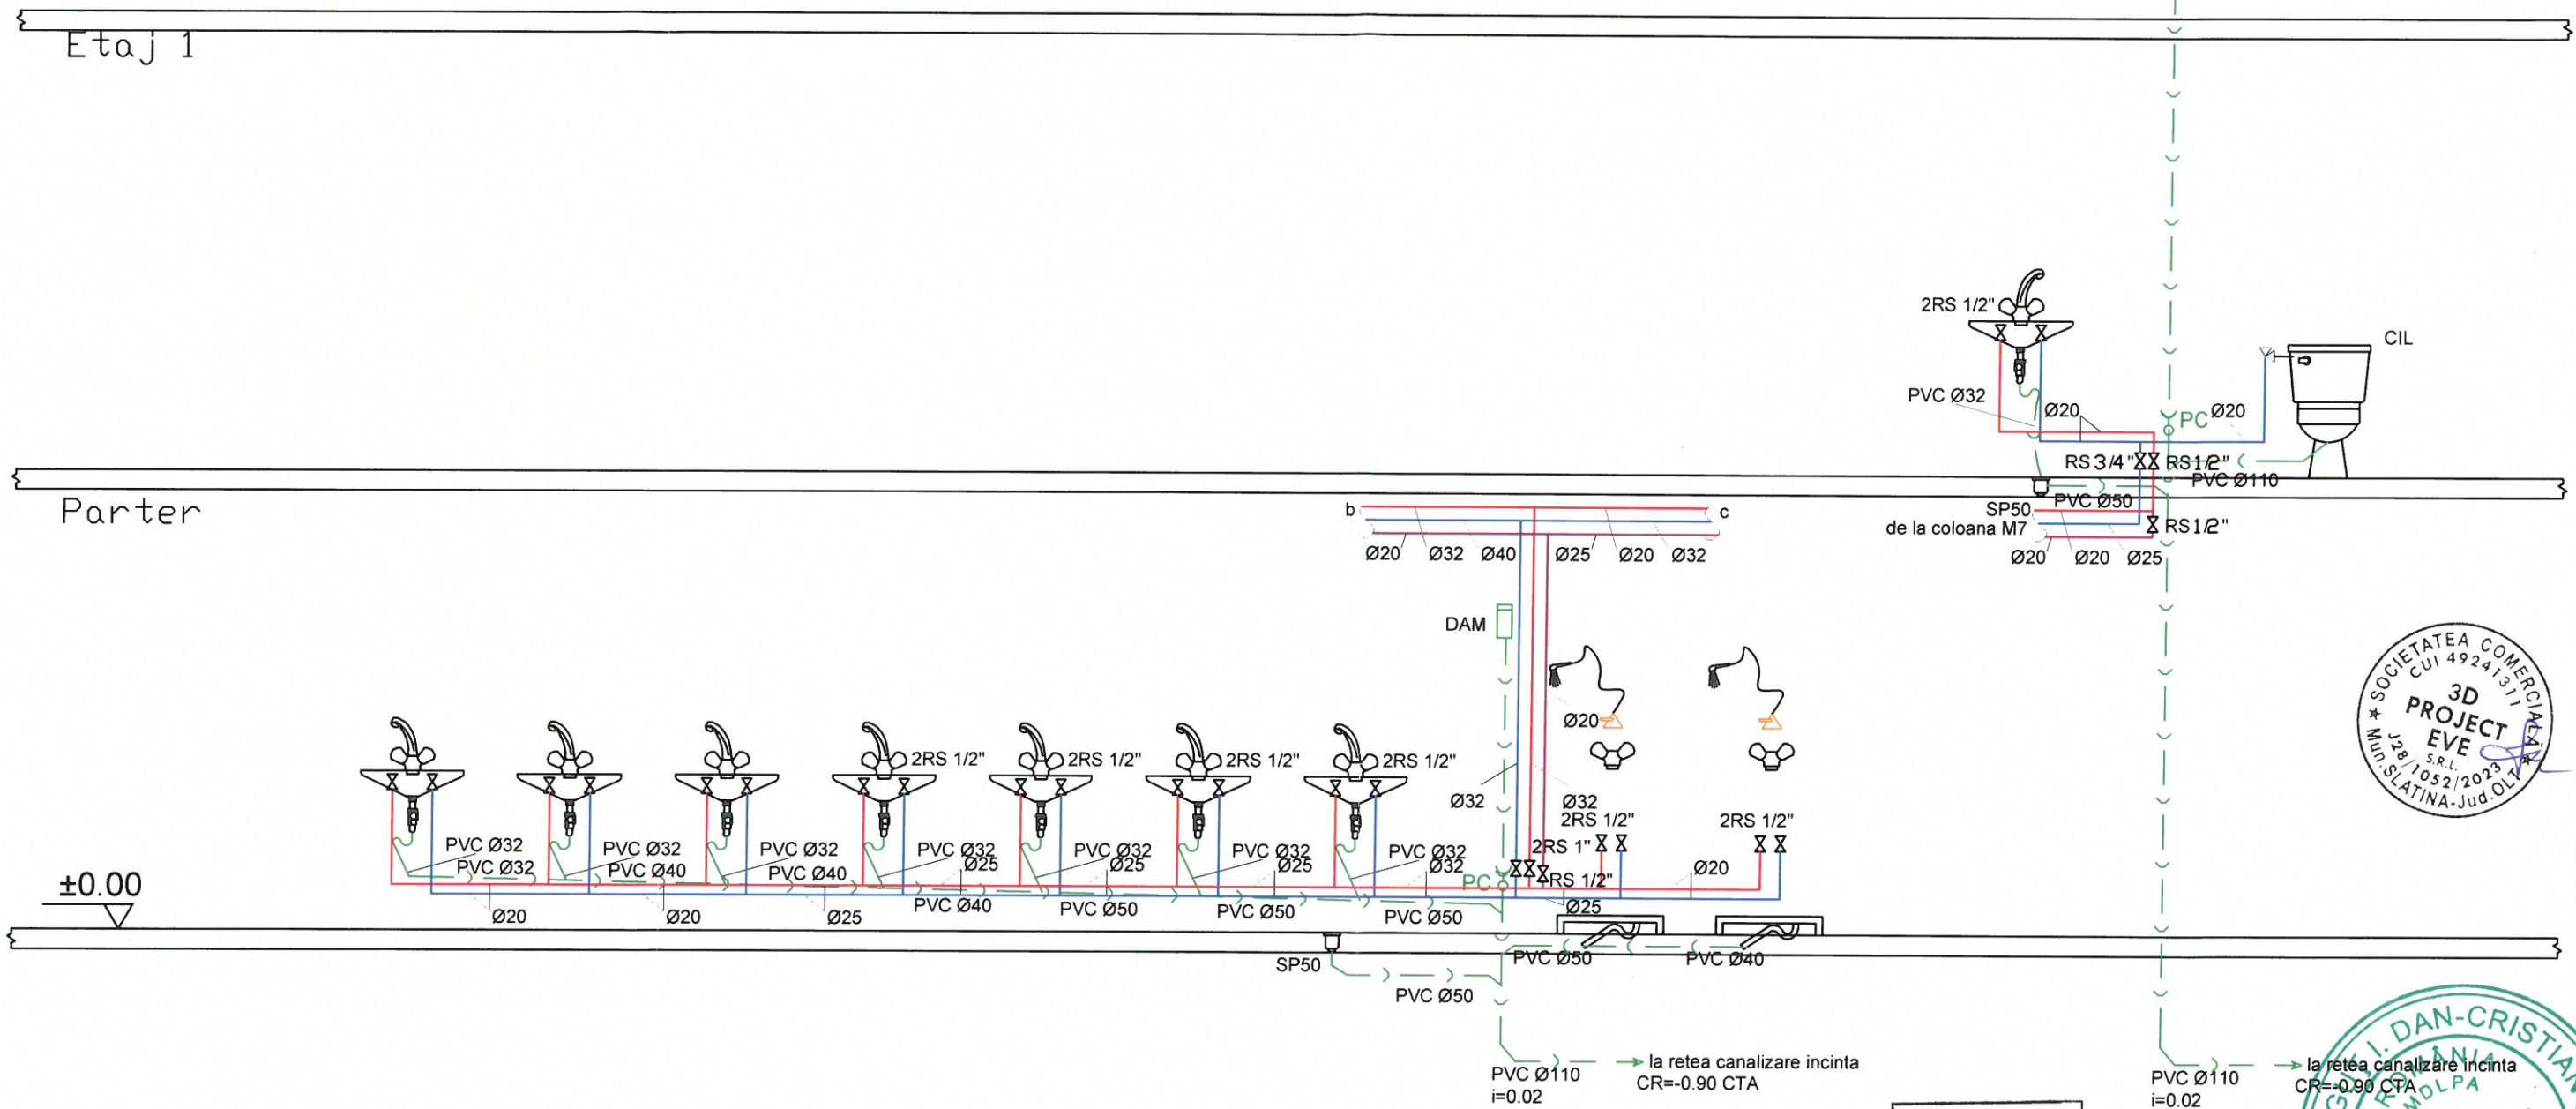 Etaj 1
2RS 1/2"
CIL
PVC Ø32
Ø20
PC
Ø20
RS 3/4"
RS1/2"
PVC Ø110
Parter
b
c
PVC Ø50
SP50
de la coloana M7
RS1/2"
Ø20
Ø32
Ø40
Ø25
Ø20
Ø32
Ø20
Ø20
Ø25
DAM
Ø20
SOCIETATEA COMERCIALA
CUI 49241311
3D
PROJECT
EVE
S.R.L.
J28/1052/2023
Mun.SLATINA-Jud.OLT
2RS 1/2"
2RS 1/2"
2RS 1/2"
2RS 1/2"
Ø32
Ø32
2RS 1/2"
2RS 1/2"
PVC Ø32
PVC Ø32
PVC Ø32
PVC Ø32
PVC Ø32
PVC Ø32
PVC Ø32
2RS 1"
PVC Ø32
PVC Ø40
PVC Ø40
Ø25
Ø25
Ø25
Ø32
PC
RS 1/2"
Ø20
±0.00
Ø20
Ø20
Ø25
PVC Ø40
PVC Ø50
PVC Ø50
PVC Ø50
Ø25
SP50
PVC Ø50
PVC Ø40
PVC Ø50
la retea canalizare incinta
PVC Ø110
CR=-0.90 CTA
i=0.02
la retea canalizare incinta
PVC Ø110
CR=-0.90 CTA
i=0.02
I. DAN-CRISTIAN
ROMÂNIA
MDLPA